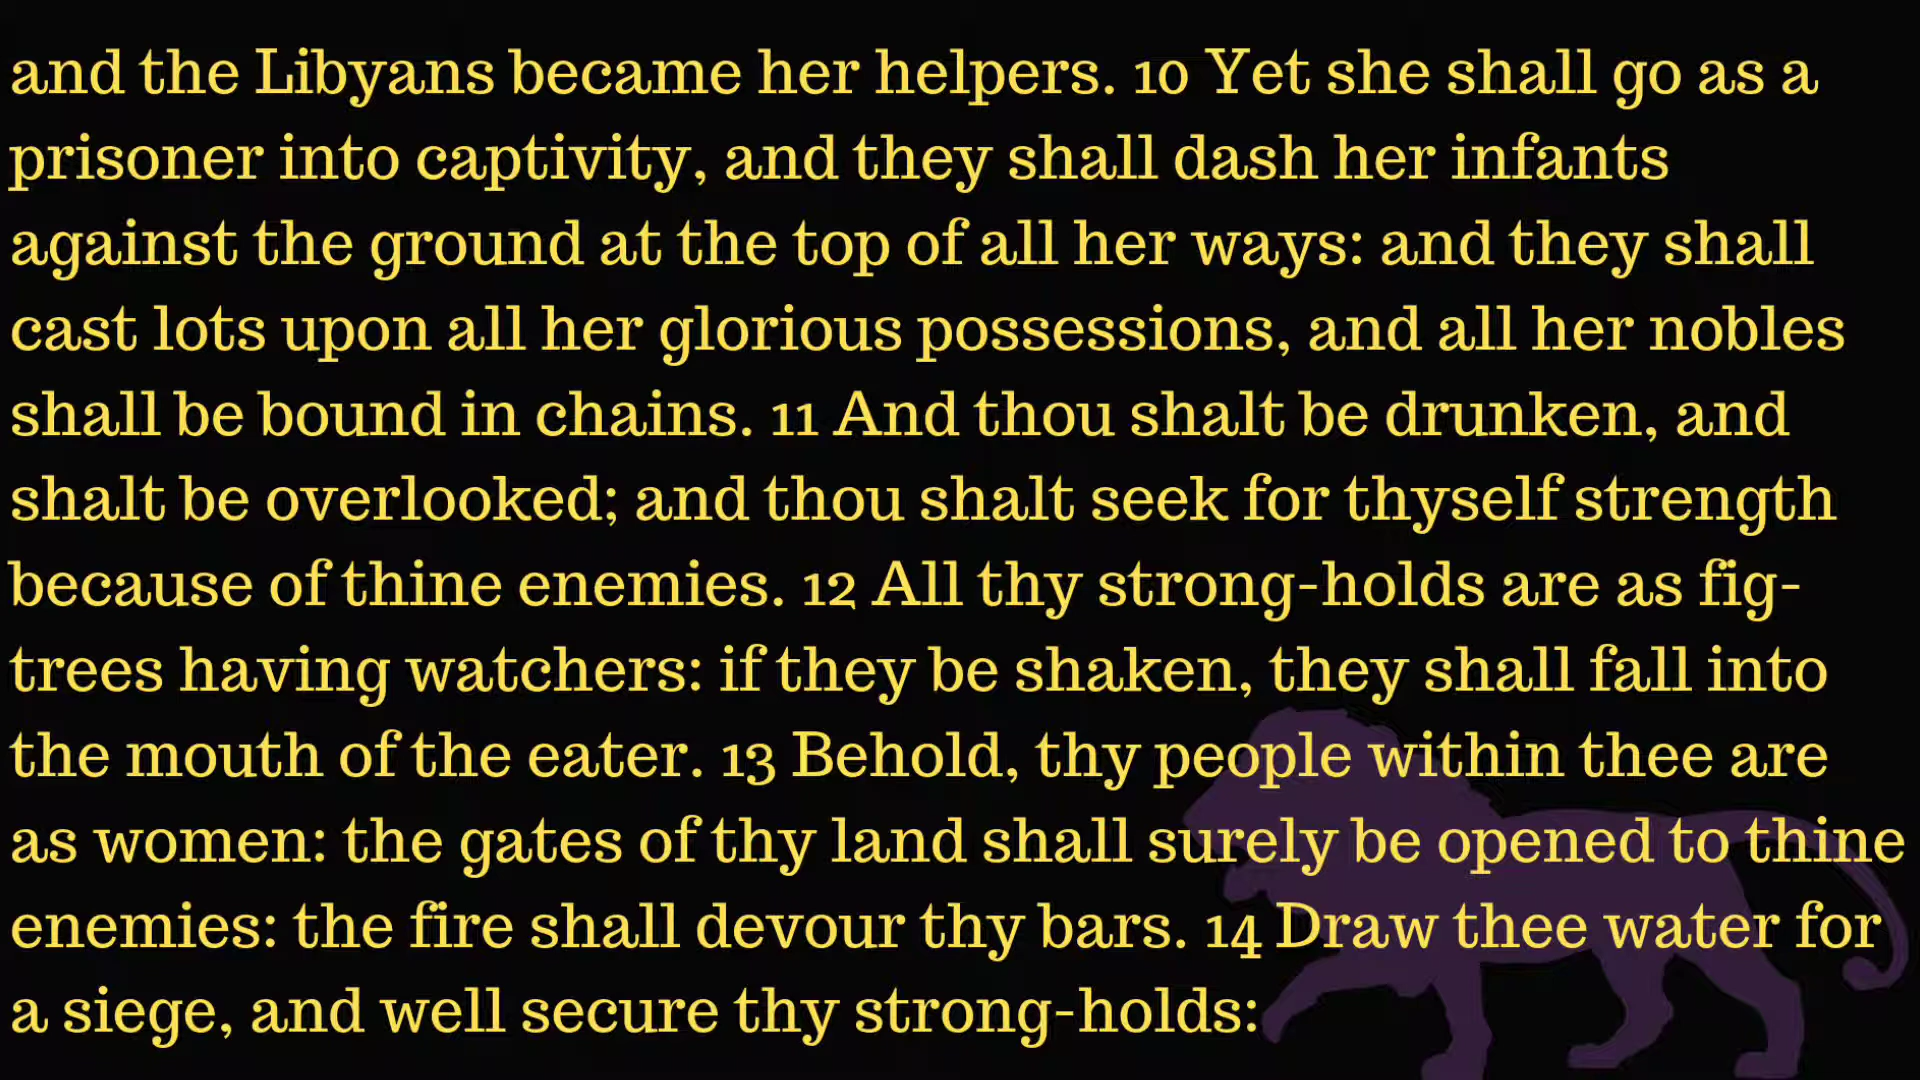 and the Libyans became her helpers. 10 Yet she shall go as a
prisoner into captivity, and they shall dash her infants
against the ground at the top of all her ways: and they shall
cast lots upon all her glorious possessions, and all her nobles
shall be bound in chains. 11 And thou shalt be drunken, and
shalt be overlooked; and thou shalt seek for thyself strength
because of thine enemies. 12 All thy strong-holds are as fig-
trees having watchers: if they be shaken, they shall fall into
the mouth of the eater. 13 Behold, thy people within thee are
as women: the gates of thy land shall surely be opened to thine
enemies: the fire shall devour thy bars. 14 Draw thee water for
a siege, and well secure thy strong-holds: